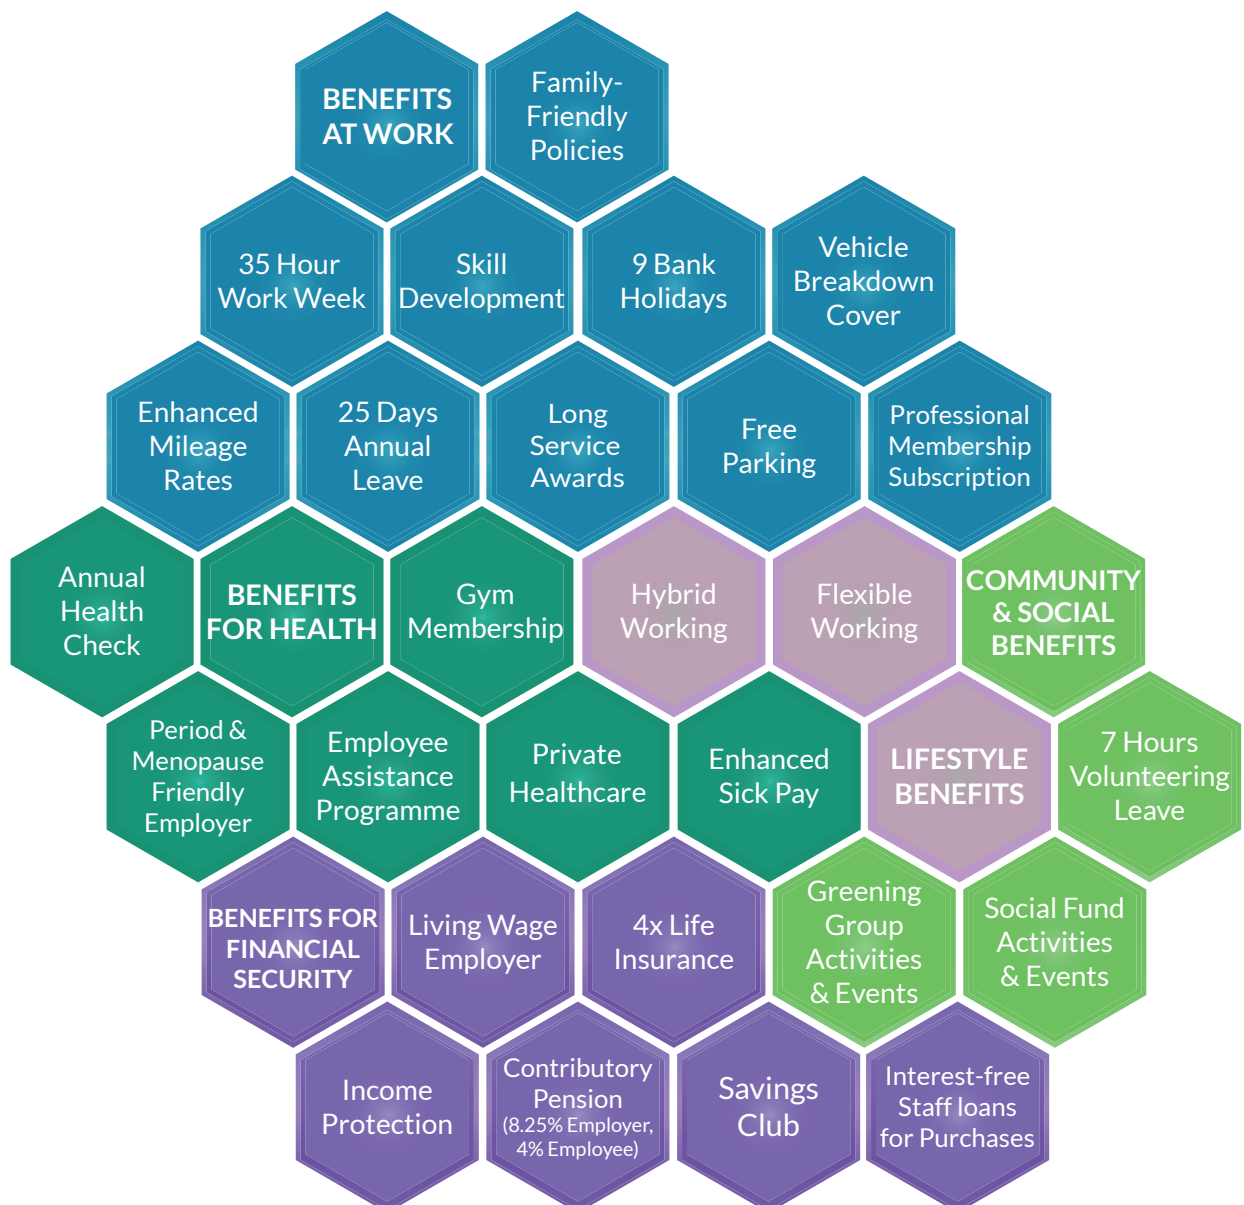 BENEFITS
AT WORK
Family-
Friendly
Policies
35 Hour
Work Week
Skill
Development
9 Bank
Holidays
Vehicle
Breakdown
Cover
Enhanced
Mileage
Rates
25 Days
Annual
Leave
Long
Service
Awards
Free
Parking
Professional
Membership
Subscription
Annual
Health
Check
BENEFITS
FOR HEALTH
Gym
Membership
Hybrid
Working
Flexible
Working
COMMUNITY
& SOCIAL
BENEFITS
Period &
Menopause
Friendly
Employer
Employee
Assistance
Programme
Private
Healthcare
Enhanced
Sick Pay
LIFESTYLE
BENEFITS
7 Hours
Volunteering
Leave
BENEFITS FOR
FINANCIAL
SECURITY
Living Wage
Employer
4x Life
Insurance
Greening
Group
Activities
& Events
Social Fund
Activities
& Events
Income
Protection
Contributory
Pension
(8.25% Employer,
4% Employee)
Savings
Club
Interest-free
Staff loans
for Purchases